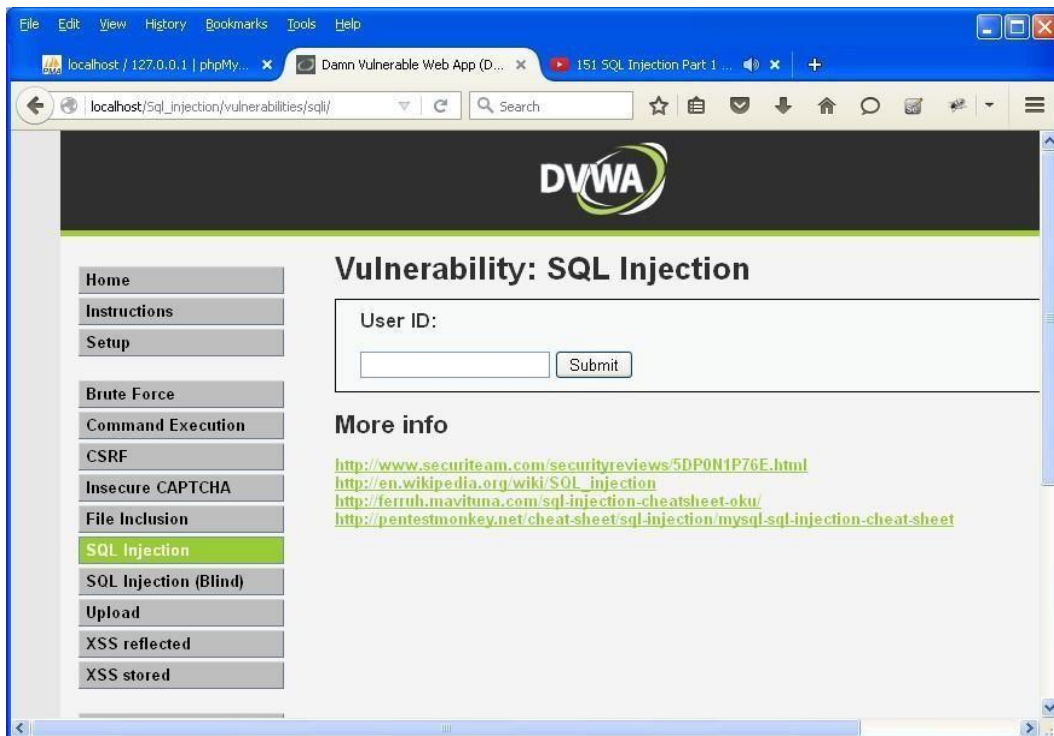 File Edit View History Bookmarks Tools Help
localhost / 127.0.0.1 | phpMy... Damn Vulnerable Web App (D... 151 SQL Injection Part 1 ...
localhost/Sql_injection/vulnerabilities/sqli/ Search
DVWA
Home
Instructions
Setup
Brute Force
Command Execution
CSRF
Insecure CAPTCHA
File Inclusion
SQL Injection
SQL Injection (Blind)
Upload
XSS reflected
XSS stored
Vulnerability: SQL Injection
User ID:
Submit
More info
http://www.securiteam.com/securityreviews/5DP0N1P76E.html
http://en.wikipedia.org/wiki/SQL_injection
http://ferruh.mavituna.com/sql-injection-cheatsheet-oku/
http://pentestmonkey.net/cheat-sheet/sql-injection/mysql-sql-injection-cheat-sheet